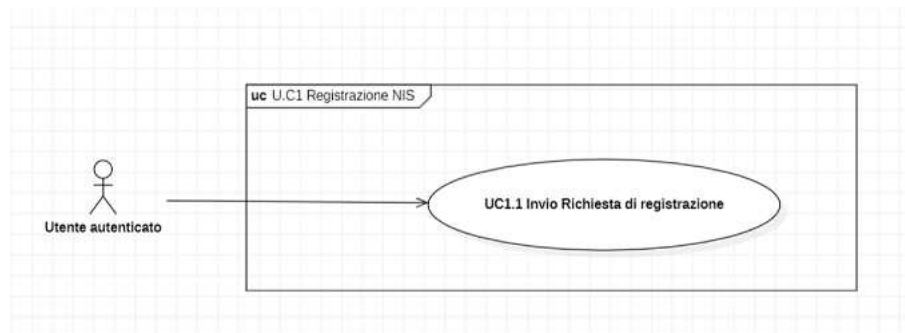 uc U.C1 Registrazione NIS
UC1.1 Invio Richiesta di registrazione
Utente autenticato